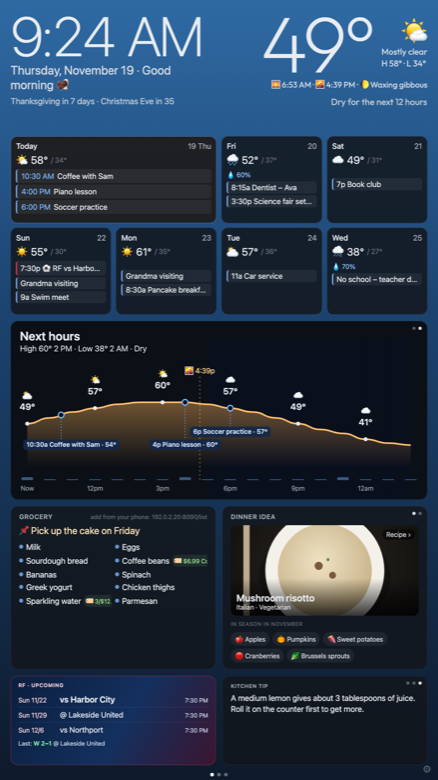 9:24 AM
Thursday, November 19 · Good
morning
Thanksgiving in 7 days · Christmas Eve in 35
49°
Mostly clear
H 58° · L 34°
6:53 AM · 4:39 PM · Waxing gibbous
Dry for the next 12 hours
Today 19 Thu
58° / 34°
10:30 AM Coffee with Sam
4:00 PM Piano lesson
6:00 PM Soccer practice
Fri 20
52° / 37°
60%
8:15a Dentist – Ava
3:30p Science fair set...
Sat 21
49° / 31°
7p Book club
Sun 22
55° / 30°
7:30p RF vs Harbo...
Grandma visiting
9a Swim meet
Mon 23
61° / 35°
Grandma visiting
8:30a Pancake breakf...
Tue 24
57° / 36°
11a Car service
Wed 25
38° / 27°
70%
No school – teacher d...
Next hours
High 60° 2 PM · Low 38° 2 AM · Dry
4:39p
49°
57°
60°
57°
49°
41°
6p Soccer practice · 57°
10:30a Coffee with Sam · 54°
4p Piano lesson · 60°
Now 12pm 3pm 6pm 9pm 12am
GROCERY add from your phone: 192.0.2.20:8090/list
Pick up the cake on Friday
Milk
Sourdough bread
Bananas
Greek yogurt
Sparkling water 3/$12
Eggs
Coffee beans $6.99 Cc
Spinach
Chicken thighs
Parmesan
DINNER IDEA
Recipe ›
Mushroom risotto
Italian · Vegetarian
IN SEASON IN NOVEMBER
Apples Pumpkins Sweet potatoes
Cranberries Brussels sprouts
RF · UPCOMING
Sun 11/22 vs Harbor City 7:30 PM
Sun 11/29 @ Lakeside United 7:30 PM
Sun 12/6 vs Northport 7:30 PM
Last: W 2–1 @ Lakeside United
KITCHEN TIP
A medium lemon gives about 3 tablespoons of juice.
Roll it on the counter first to get more.